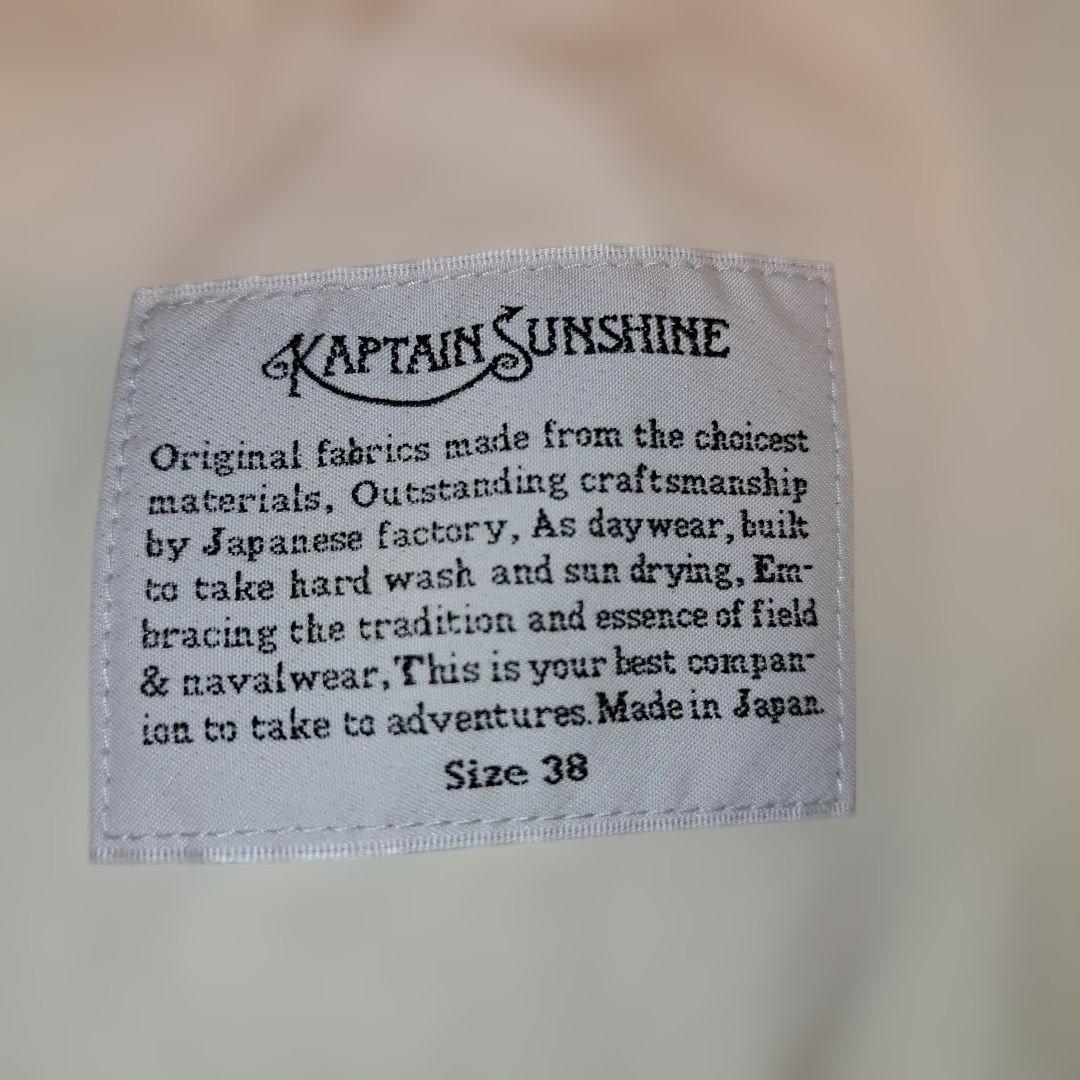 KAPTAIN SUNSHINE
Original fabrics made from the choicest
materials, Outstanding craftsmanship
by Japanese factory, As daywear, built
to take hard wash and sun drying, Em-
bracing the tradition and essence of field
& navalwear, This is your best compan-
ion to take to adventures. Made in Japan.
Size 38